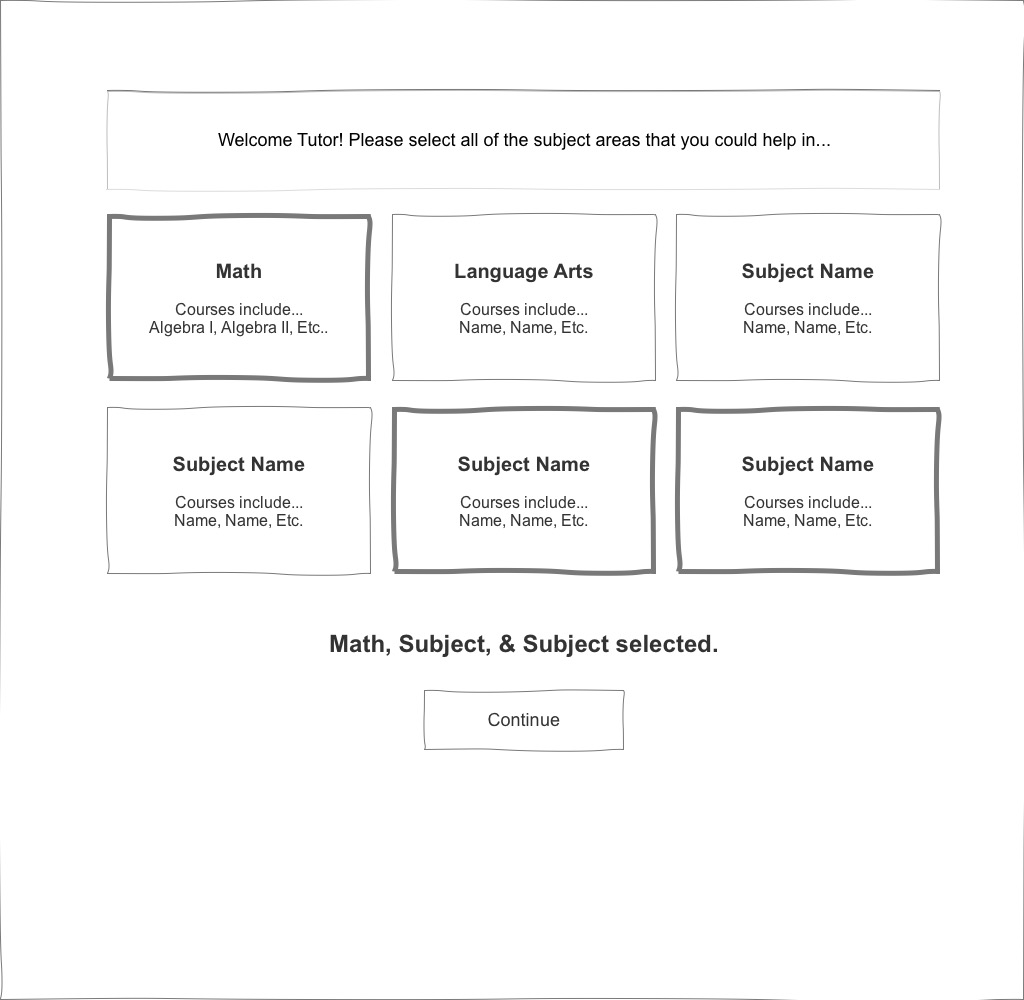 Welcome Tutor! Please select all of the subject areas that you could help in...
Math
Courses include...
Algebra I, Algebra II, Etc..
Language Arts
Courses include...
Name, Name, Etc.
Subject Name
Courses include...
Name, Name, Etc.
Subject Name
Courses include...
Name, Name, Etc.
Subject Name
Courses include...
Name, Name, Etc.
Subject Name
Courses include...
Name, Name, Etc.
Math, Subject, & Subject selected.
Continue